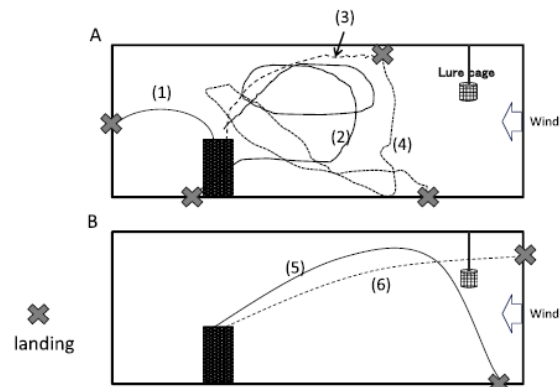 (3)
A
(1)
Lure cage
(2)
(4)
Wind
B
(5)
(6)
Wind
landing